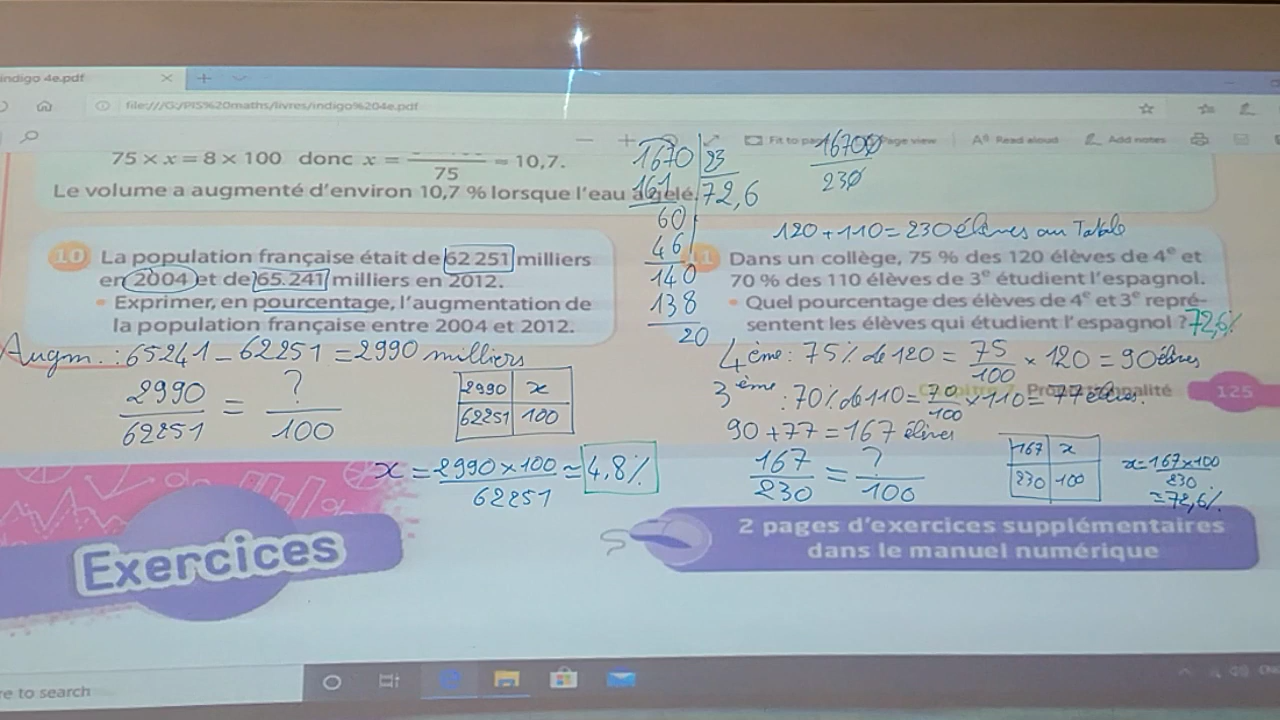 indigo 4e.pdf
file:///G:/PIS%20maths/livres/indigo%204e.pdf
Fit to page
Page view
Read aloud
Add notes
75 × x = 8 × 100 donc x = 75 ≈ 10,7.
Le volume a augmenté d'environ 10,7 % lorsque l'eau a gelé.
1670 23
161 72,6
60
46
140
138
20
16700
230
10 La population française était de 62 251 milliers
en 2004 et de 65 241 milliers en 2012.
• Exprimer, en pourcentage, l'augmentation de
la population française entre 2004 et 2012.
Augm. : 65241 - 62251 = 2990 milliers
2990 = ?
62251 100
2990 x
62251 100
x = 2990 × 100 ≈ 4,8 %
62251
120 + 110 = 230 élèves au Totale
11 Dans un collège, 75 % des 120 élèves de 4e et
70 % des 110 élèves de 3e étudient l'espagnol.
• Quel pourcentage des élèves de 4e et 3e repré-
sentent les élèves qui étudient l'espagnol ? 72,6 %
4ème : 75 % de 120 = 75 × 120 = 90 élèves
100
3ème : 70 % de 110 = 70 × 110 = 77 élèves.
100
125
90 + 77 = 167 élèves
167 = ?
230 100
167 x
230 100
x = 167 × 100
230
≈ 72,6 %
Exercices
2 pages d'exercices supplémentaires
dans le manuel numérique
re to search